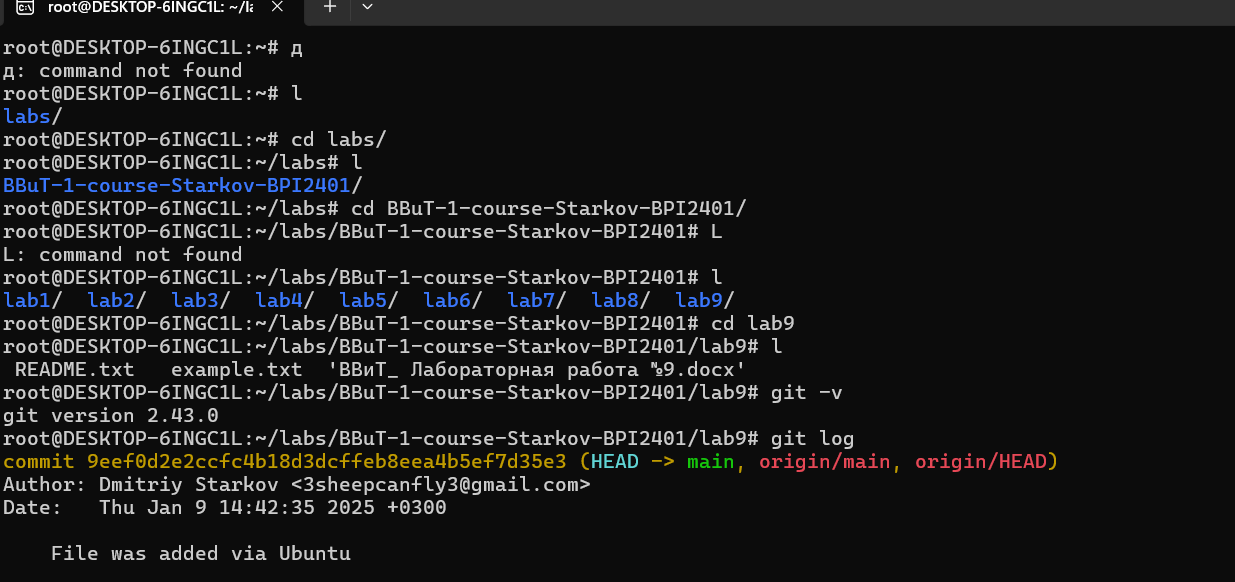 root@DESKTOP-6INGC1L: ~/la
root@DESKTOP-6INGC1L:~# д
д: command not found
root@DESKTOP-6INGC1L:~# l
labs/
root@DESKTOP-6INGC1L:~# cd labs/
root@DESKTOP-6INGC1L:~/labs# l
BBuT-1-course-Starkov-BPI2401/
root@DESKTOP-6INGC1L:~/labs# cd BBuT-1-course-Starkov-BPI2401/
root@DESKTOP-6INGC1L:~/labs/BBuT-1-course-Starkov-BPI2401# L
L: command not found
root@DESKTOP-6INGC1L:~/labs/BBuT-1-course-Starkov-BPI2401# l
lab1/  lab2/  lab3/  lab4/  lab5/  lab6/  lab7/  lab8/  lab9/
root@DESKTOP-6INGC1L:~/labs/BBuT-1-course-Starkov-BPI2401# cd lab9
root@DESKTOP-6INGC1L:~/labs/BBuT-1-course-Starkov-BPI2401/lab9# l
README.txt   example.txt  'ВВиТ_ Лабораторная работа №9.docx'
root@DESKTOP-6INGC1L:~/labs/BBuT-1-course-Starkov-BPI2401/lab9# git -v
git version 2.43.0
root@DESKTOP-6INGC1L:~/labs/BBuT-1-course-Starkov-BPI2401/lab9# git log
commit 9eef0d2e2ccfc4b18d3dcffeb8eea4b5ef7d35e3 (HEAD -> main, origin/main, origin/HEAD)
Author: Dmitriy Starkov <3sheepcanfly3@gmail.com>
Date:   Thu Jan 9 14:42:35 2025 +0300
File was added via Ubuntu